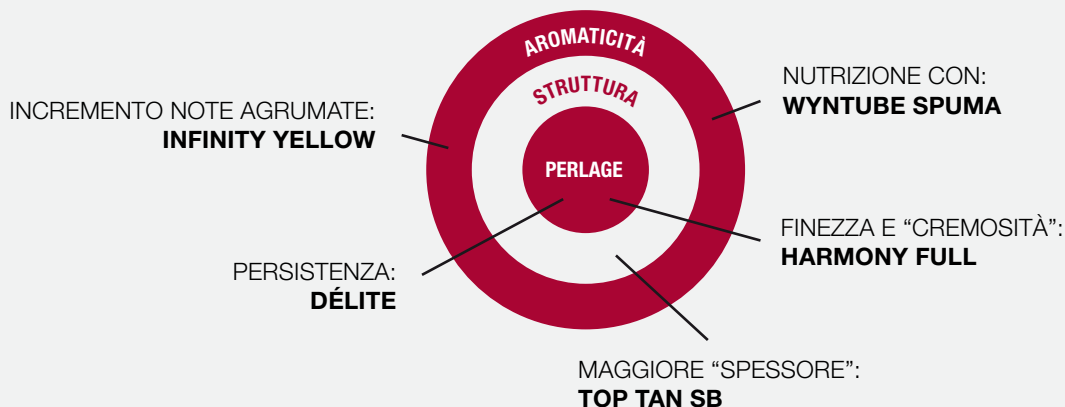 AROMATICITÀ
STRUTTURA
PERLAGE
INCREMENTO NOTE AGRUMATE:
INFINITY YELLOW
NUTRIZIONE CON:
WYNTUBE SPUMA
PERSISTENZA:
DÉLITE
FINEZZA E “CREMOSITÀ”:
HARMONY FULL
MAGGIORE “SPESSORE”:
TOP TAN SB